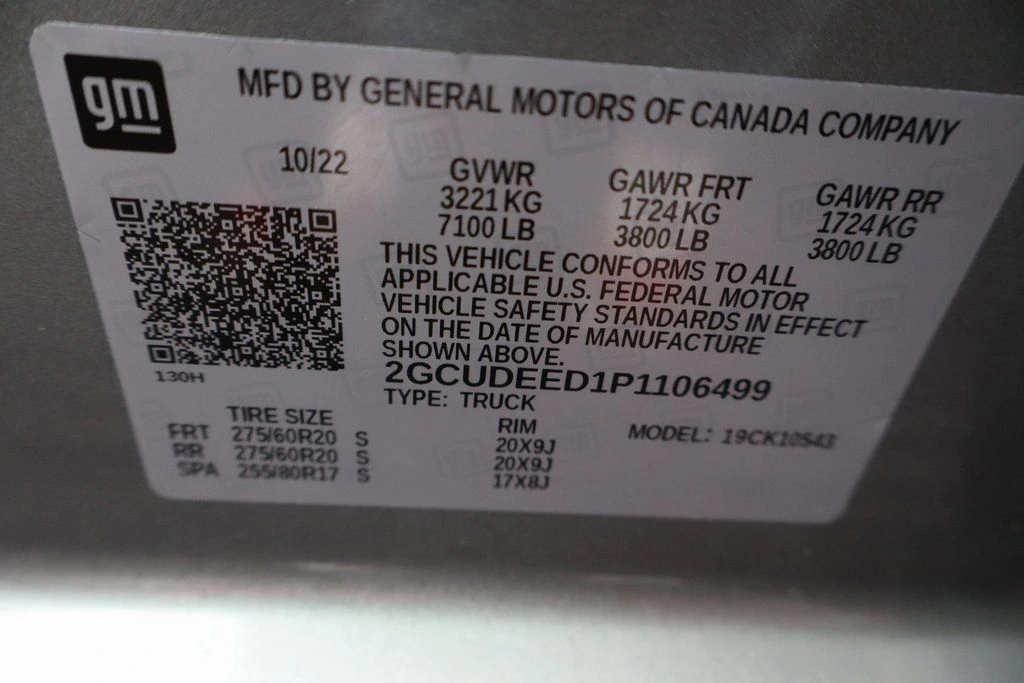 gm
MFD BY GENERAL MOTORS OF CANADA COMPANY
10/22
GVWR
3221 KG
7100 LB
GAWR FRT
1724 KG
3800 LB
GAWR RR
1724 KG
3800 LB
THIS VEHICLE CONFORMS TO ALL
APPLICABLE U.S. FEDERAL MOTOR
VEHICLE SAFETY STANDARDS IN EFFECT
ON THE DATE OF MANUFACTURE
SHOWN ABOVE.
2GCUDEED1P1106499
TYPE: TRUCK
130H
TIRE SIZE RIM
FRT 275/60R20 S 20X9J
RR 275/60R20 S 20X9J
SPA 255/80R17 S 17X8J
MODEL: 19CK10543